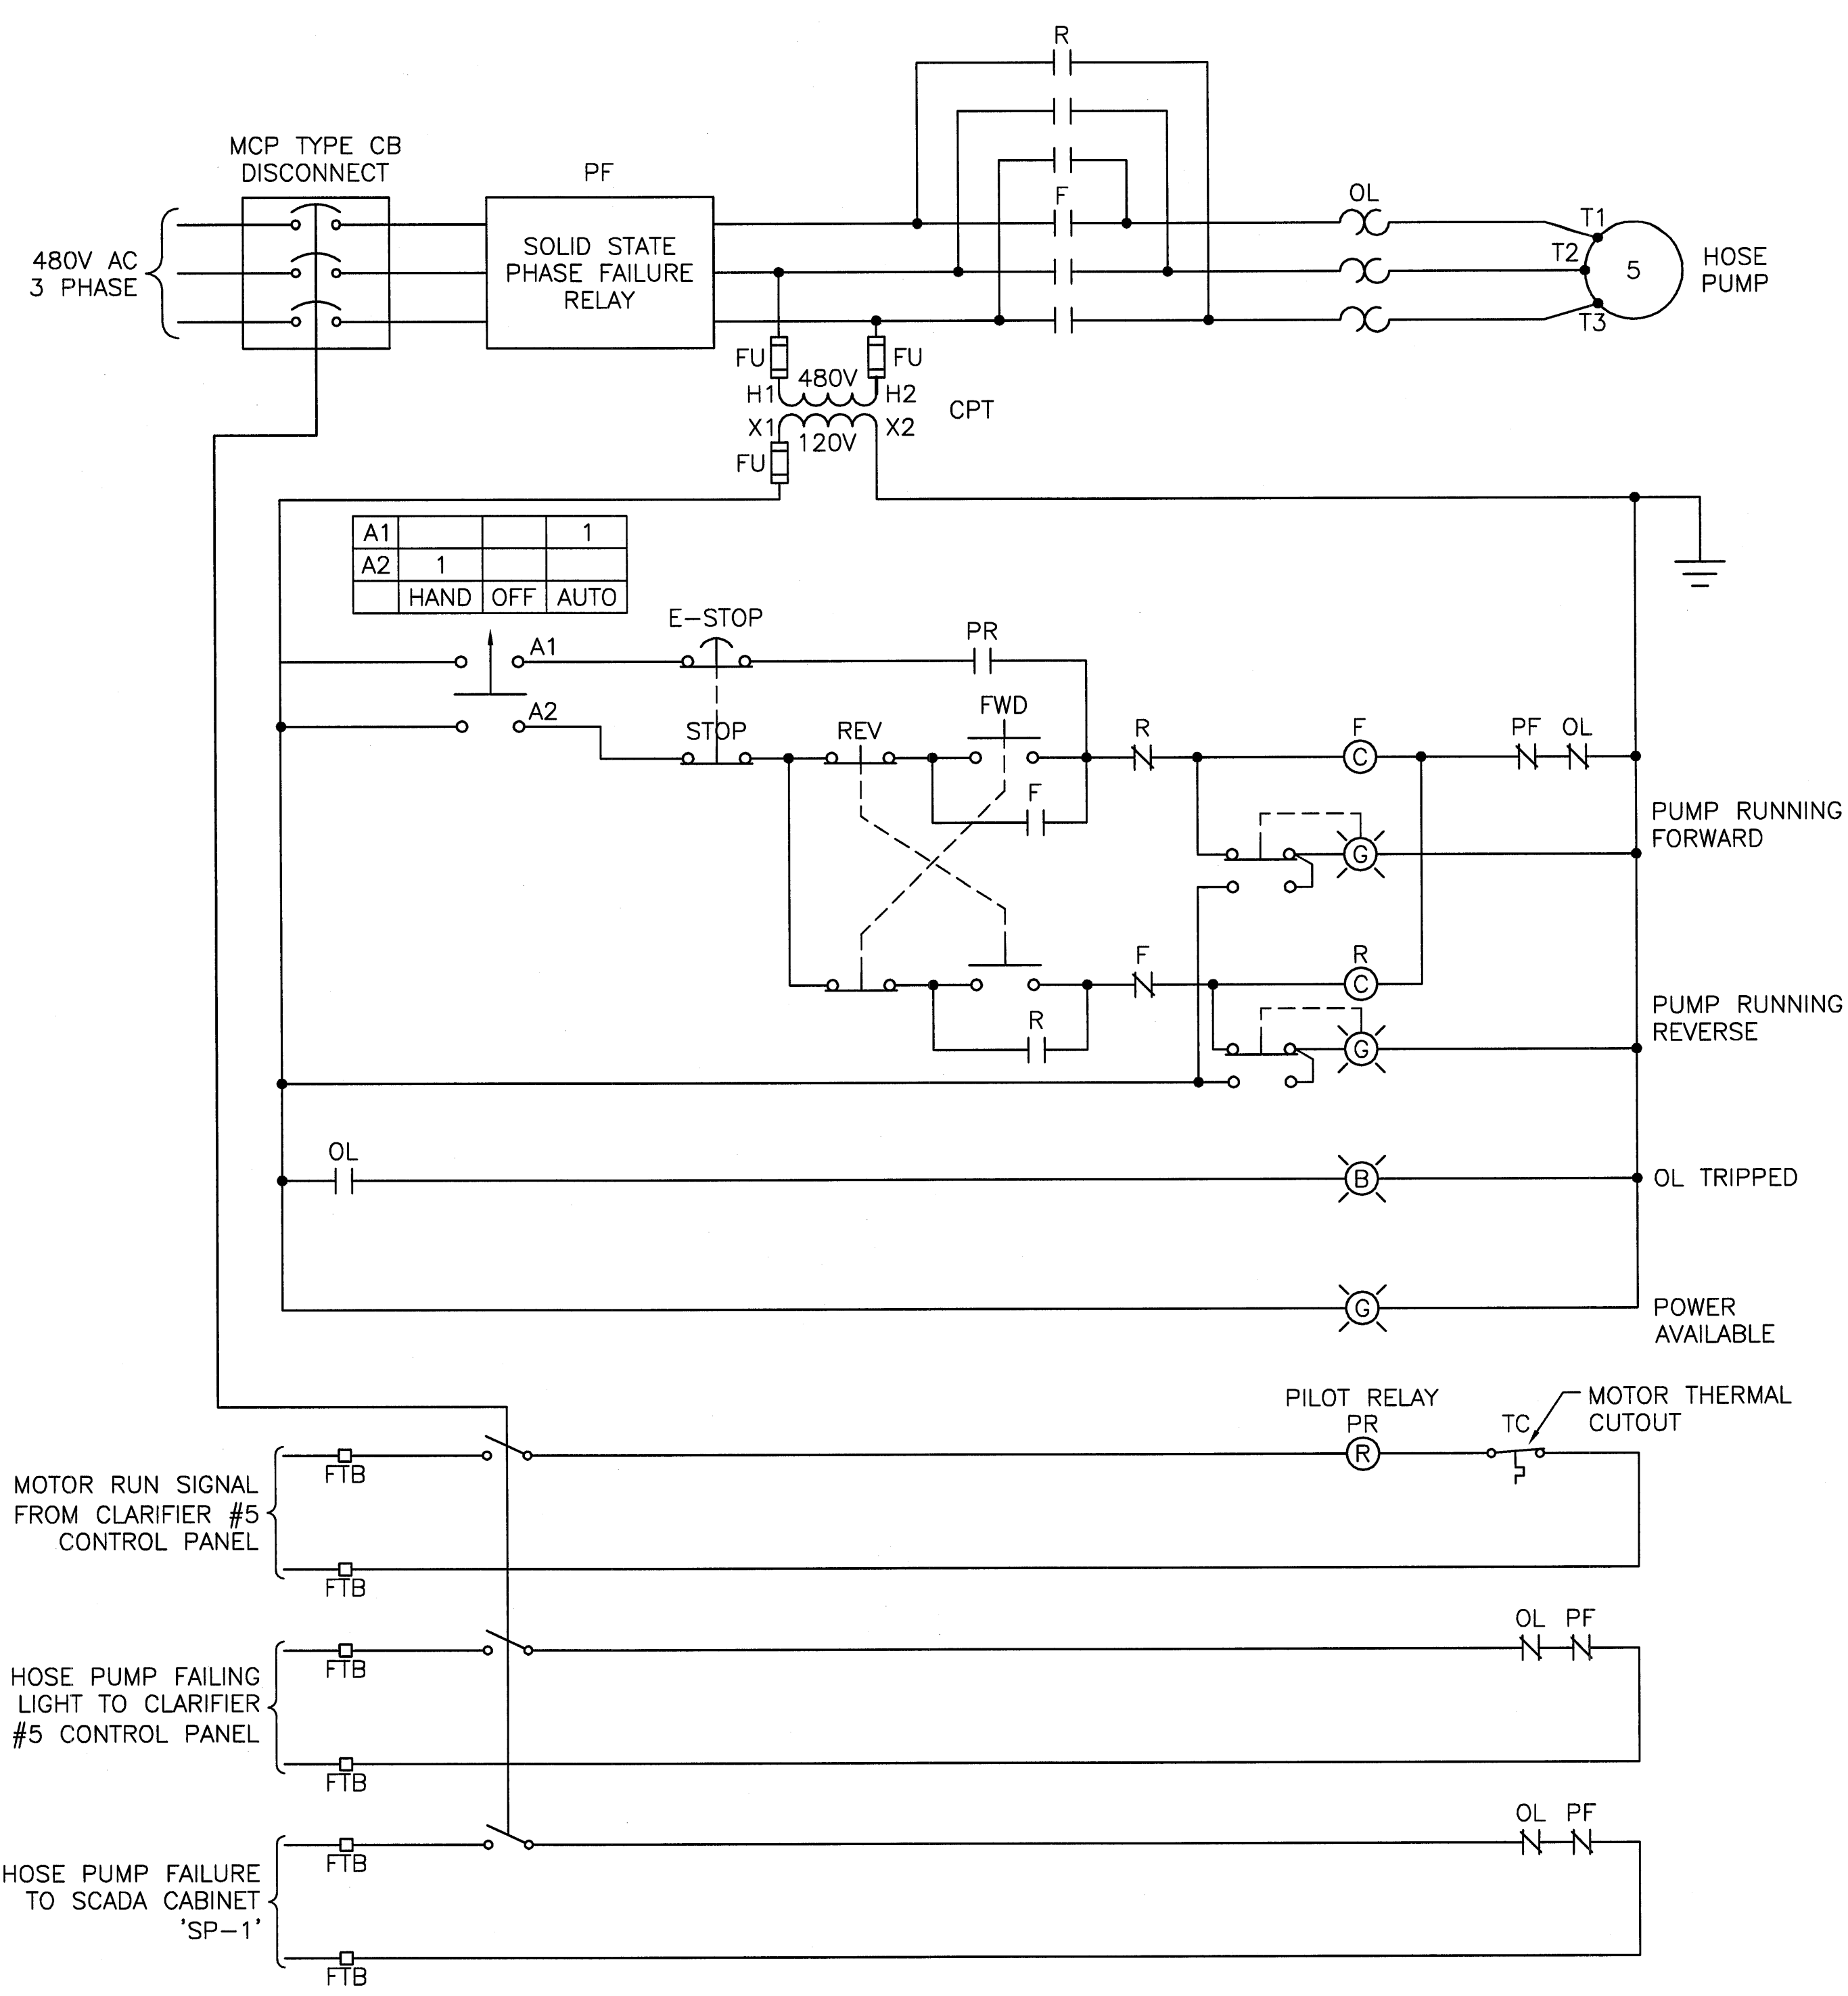 R
MCP TYPE CB
DISCONNECT
PF
F
OL
T1
480V AC
3 PHASE
SOLID STATE
PHASE FAILURE
RELAY
T2
5
HOSE
PUMP
T3
FU
FU
480V
H1
H2
CPT
X1
X2
120V
FU
A1 1
A2 1
HAND OFF AUTO
E-STOP
A1
PR
A2
FWD
STOP
REV
R
F
PF
OL
C
F
PUMP RUNNING
FORWARD
G
F
R
C
PUMP RUNNING
REVERSE
R
G
OL
B
OL TRIPPED
G
POWER
AVAILABLE
PILOT RELAY
PR
MOTOR THERMAL
CUTOUT
TC
R
FTB
MOTOR RUN SIGNAL
FROM CLARIFIER #5
CONTROL PANEL
FTB
OL PF
FTB
HOSE PUMP FAILING
LIGHT TO CLARIFIER
#5 CONTROL PANEL
FTB
OL PF
FTB
HOSE PUMP FAILURE
TO SCADA CABINET
'SP-1'
FTB